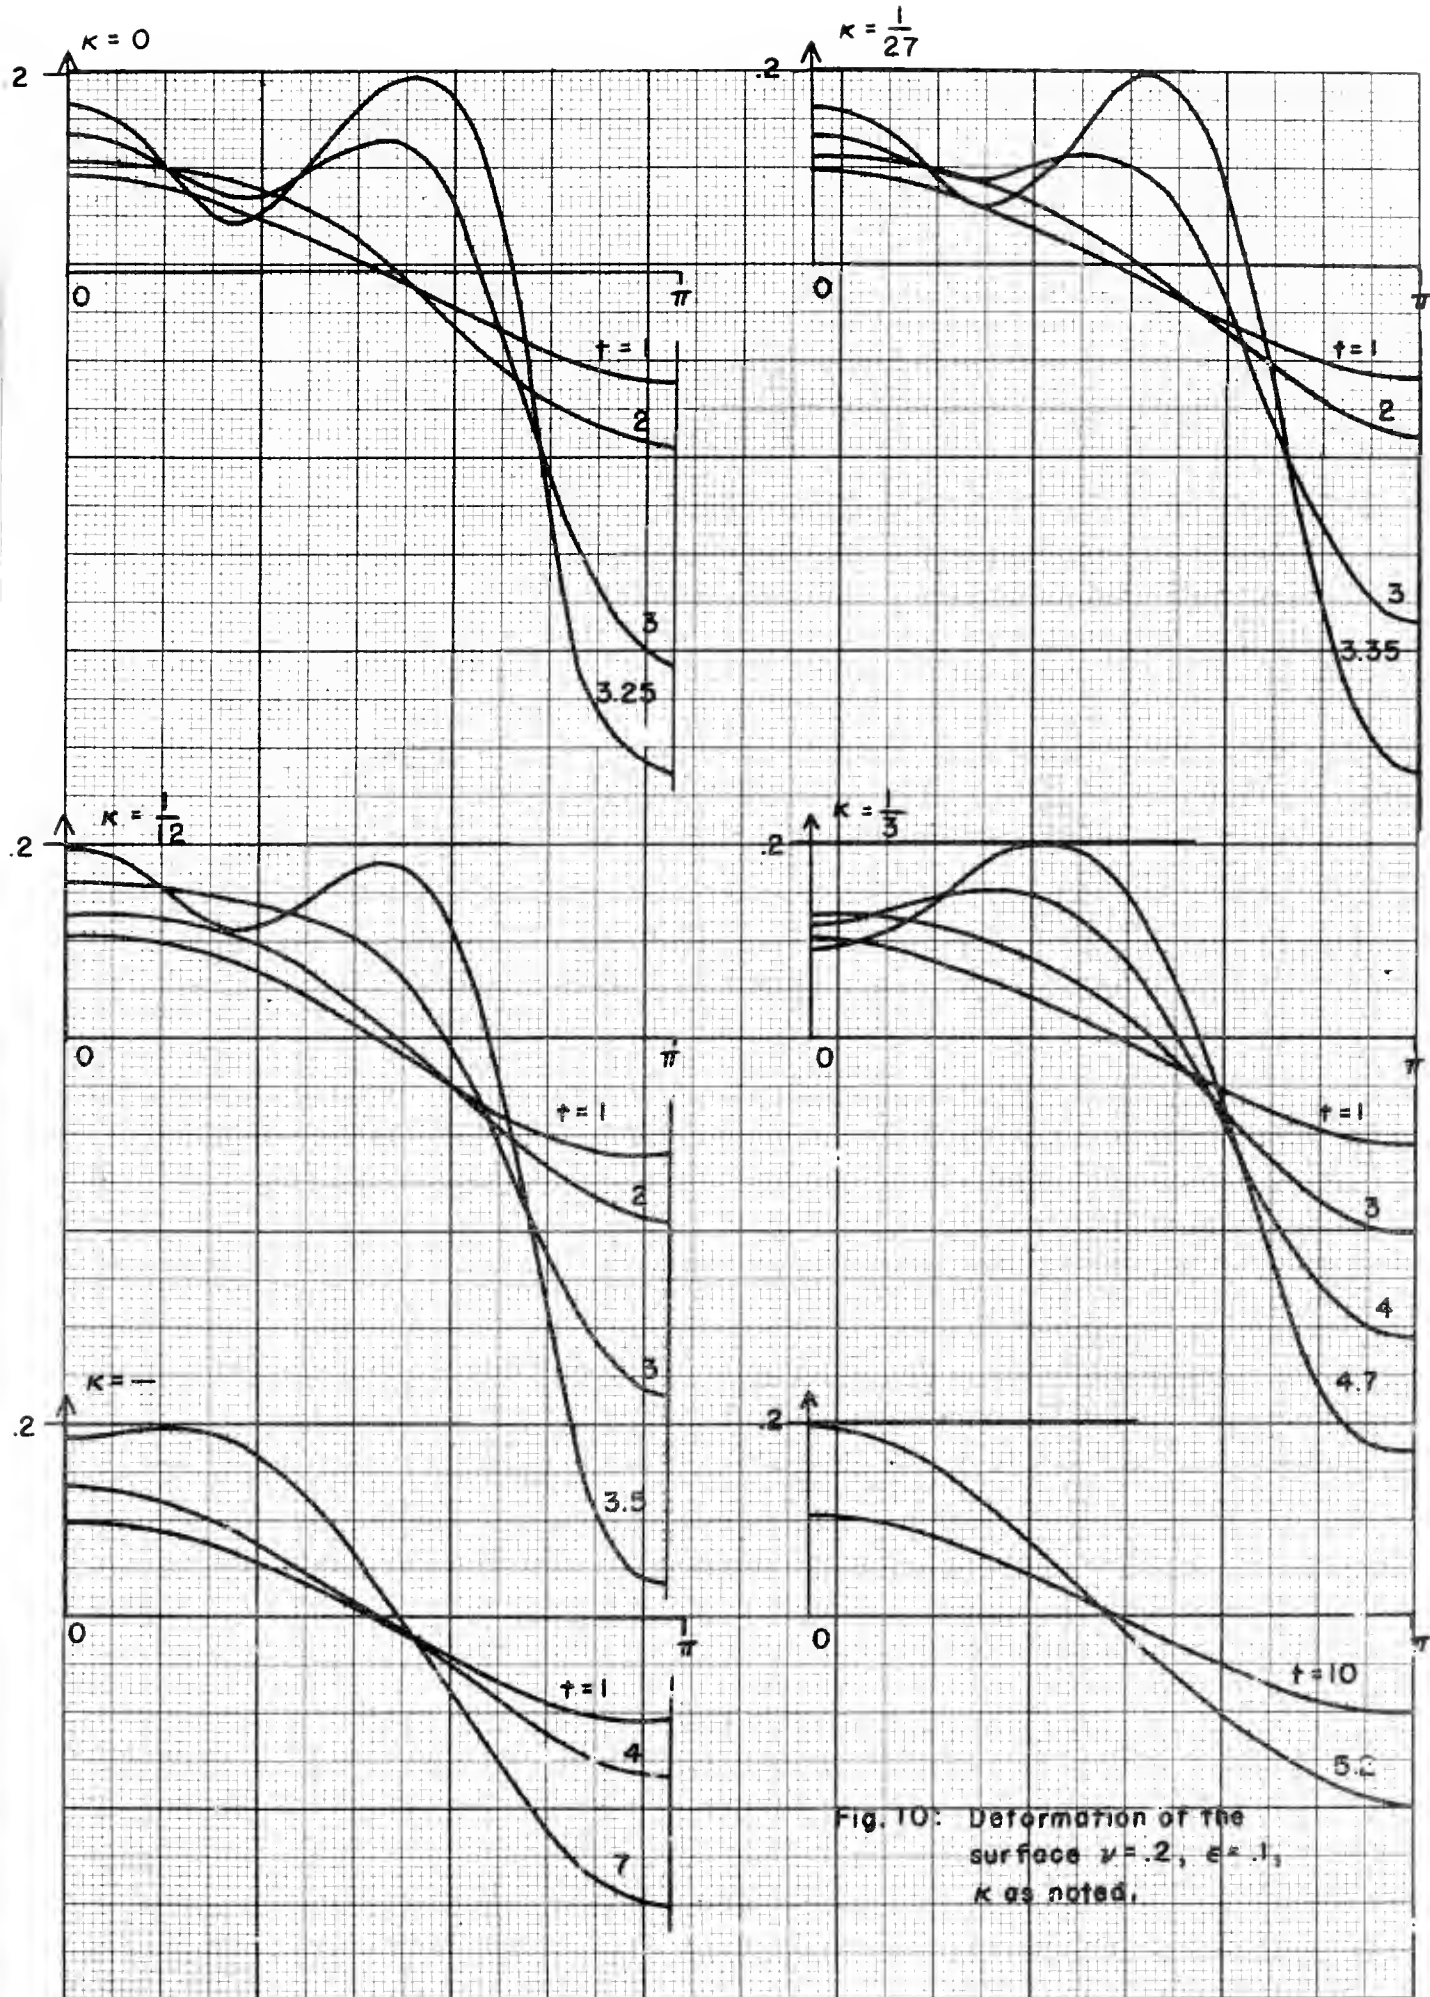 κ = 0
.2
0
π
t = 1
2
3
3.25
κ = 1/27
.2
0
π
t = 1
2
3
3.35
κ = 1/12
.2
0
π
t = 1
2
3
3.5
κ = 1/3
.2
0
π
t = 1
3
4
4.7
κ = —
.2
0
π
t = 1
4
7
.2
0
π
t = 10
5.2
Fig. 10: Deformation of the
surface ν = .2, ε = .1,
κ as noted.